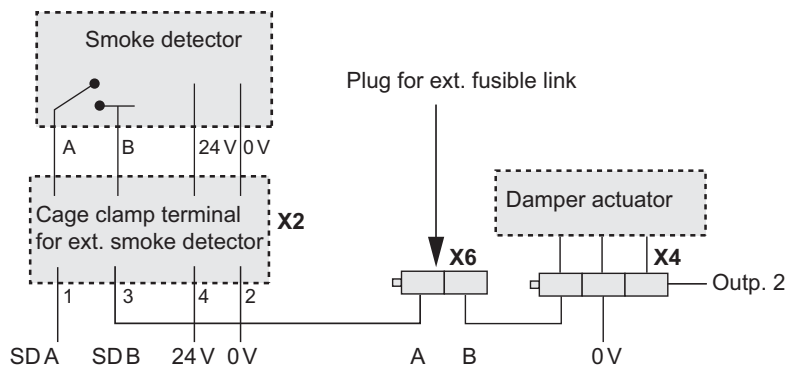 Smoke detector
Plug for ext. fusible link
A B 24 V 0 V
Damper actuator
Cage clamp terminal
for ext. smoke detector
X2
X6
X4
Outp. 2
1 3 4 2
SD A SD B 24 V 0 V A B 0 V